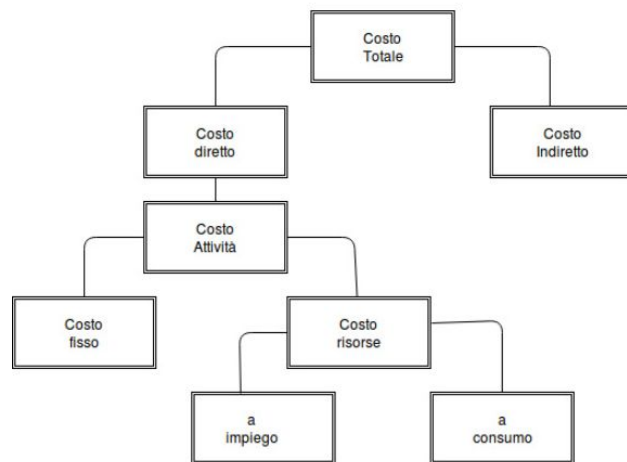 Costo
Totale
Costo
diretto
Costo
Indiretto
Costo
Attività
Costo
fisso
Costo
risorse
a
impiego
a
consumo